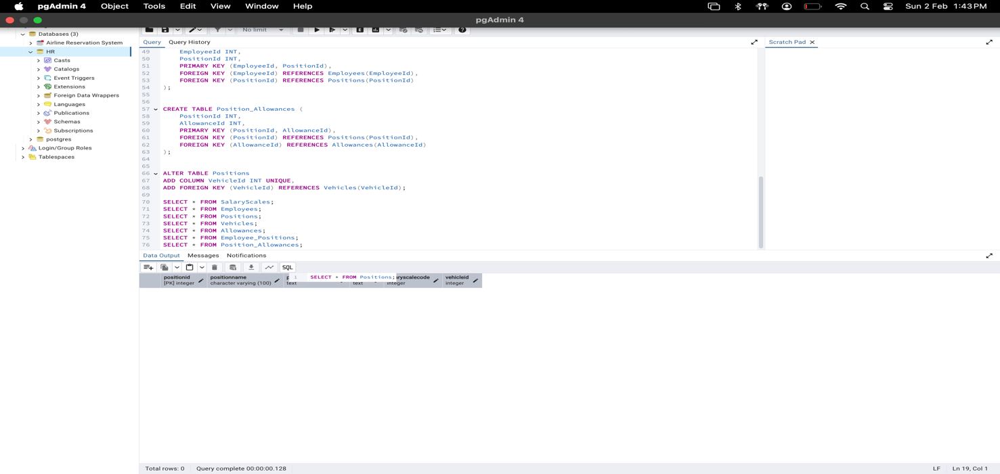 pgAdmin 4 Object Tools Edit View Window Help Sun 2 Feb 1:43 PM
pgAdmin 4
Databases (3)
Airline Reservation System
HR
Casts
Catalogs
Event Triggers
Extensions
Foreign Data Wrappers
Languages
Publications
Schemas
Subscriptions
postgres
Login/Group Roles
Tablespaces
No limit
E
Query Query History
Scratch Pad
49 EmployeeId INT,
50 PositionId INT,
51 PRIMARY KEY (EmployeeId, PositionId),
52 FOREIGN KEY (EmployeeId) REFERENCES Employees(EmployeeId),
53 FOREIGN KEY (PositionId) REFERENCES Positions(PositionId)
54 );
55
56
57 CREATE TABLE Position_Allowances (
58 PositionId INT,
59 AllowanceId INT,
60 PRIMARY KEY (PositionId, AllowanceId),
61 FOREIGN KEY (PositionId) REFERENCES Positions(PositionId),
62 FOREIGN KEY (AllowanceId) REFERENCES Allowances(AllowanceId)
63 );
64
65
66 ALTER TABLE Positions
67 ADD COLUMN VehicleId INT UNIQUE,
68 ADD FOREIGN KEY (VehicleId) REFERENCES Vehicles(VehicleId);
69
70 SELECT * FROM SalaryScales;
71 SELECT * FROM Employees;
72 SELECT * FROM Positions;
73 SELECT * FROM Vehicles;
74 SELECT * FROM Allowances;
75 SELECT * FROM Employee_Positions;
76 SELECT * FROM Position_Allowances;
Data Output Messages Notifications
SQL
1 SELECT * FROM Positions;
positionid positionname p ryscalecode vehicleid
[PK] integer character varying (100) text text integer integer
Total rows: 0 Query complete 00:00:00.128 LF Ln 19, Col 1